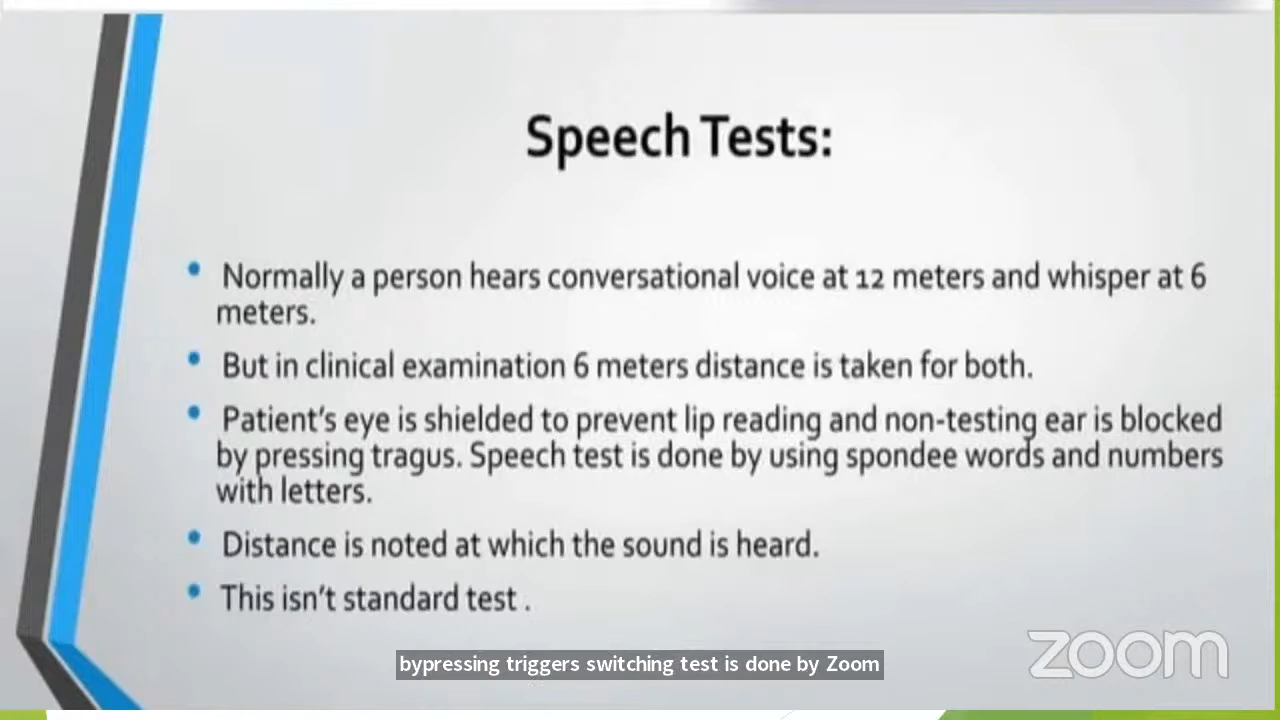 Speech Tests:
• Normally a person hears conversational voice at 12 meters and whisper at 6
meters.
• But in clinical examination 6 meters distance is taken for both.
• Patient's eye is shielded to prevent lip reading and non-testing ear is blocked
by pressing tragus. Speech test is done by using spondee words and numbers
with letters.
• Distance is noted at which the sound is heard.
• This isn't standard test .
zoom
bypressing triggers switching test is done by Zoom